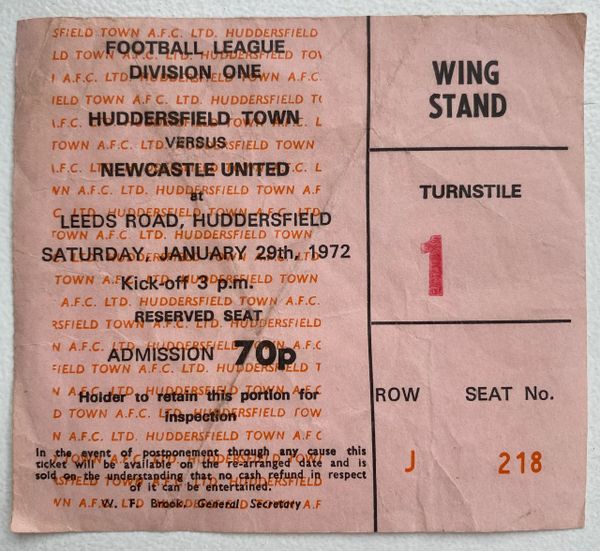 FOOTBALL LEAGUE
DIVISION ONE
HUDDERSFIELD TOWN
VERSUS
NEWCASTLE UNITED
at
LEEDS ROAD, HUDDERSFIELD
SATURDAY, JANUARY 29th, 1972
Kick-off 3 p.m.
RESERVED SEAT
ADMISSION 70p
Holder to retain this portion for
inspection
In the event of postponement through any cause this
ticket will be available on the re-arranged date and is
sold on the understanding that no cash refund in respect
of it can be entertained.
W. F. Brook, General Secretary
WING
STAND
TURNSTILE
1
ROW SEAT No.
J 218